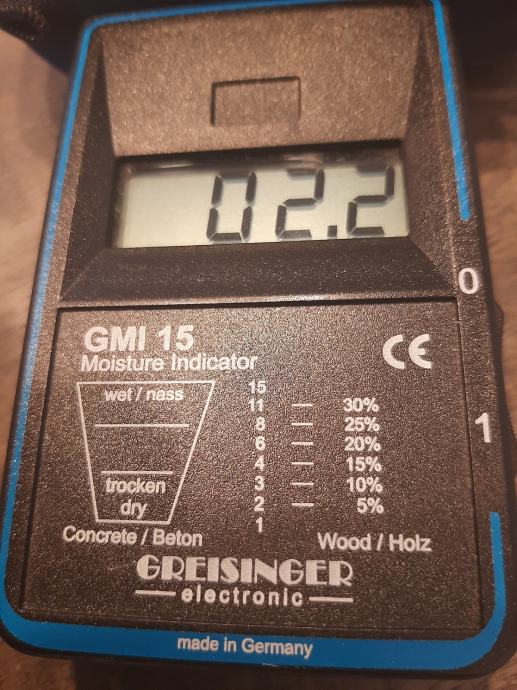 02.2
0
GMI 15
Moisture Indicator
CE
wet / nass
trocken
dry
Concrete / Beton
15
11 — 30%
8 — 25%
6 — 20%
4 — 15%
3 — 10%
2 — 5%
1
Wood / Holz
1
GREISINGER
electronic
made in Germany